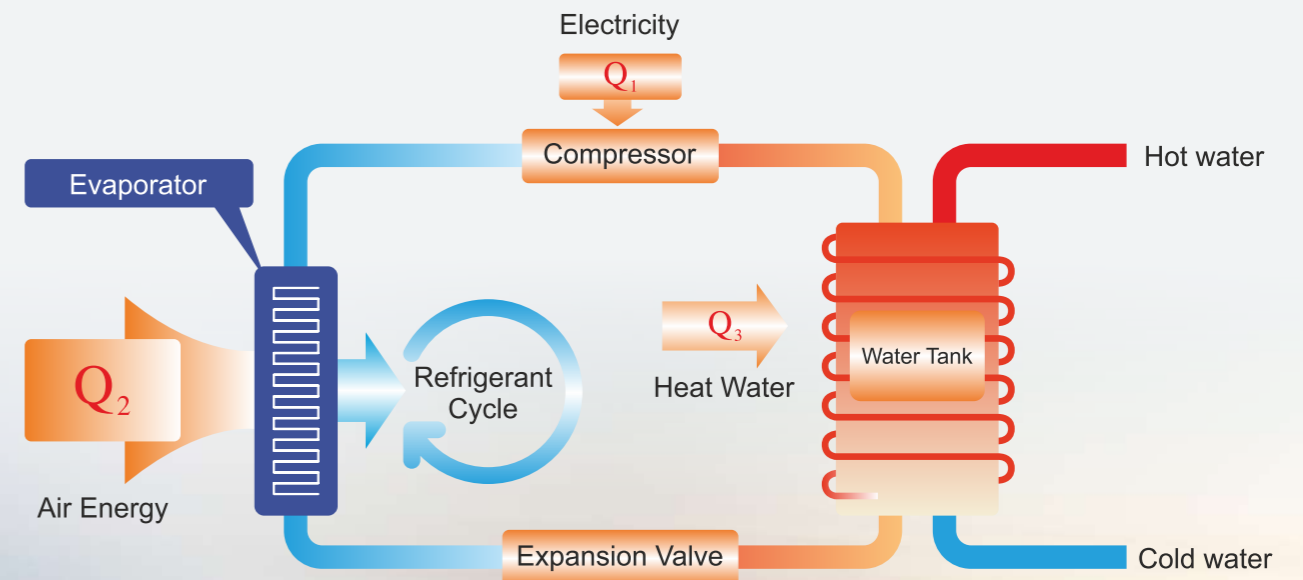 Electricity
Q₁
Compressor
Hot water
Evaporator
Q₂
Air Energy
Refrigerant
Cycle
Q₃
Heat Water
Water Tank
Expansion Valve
Cold water